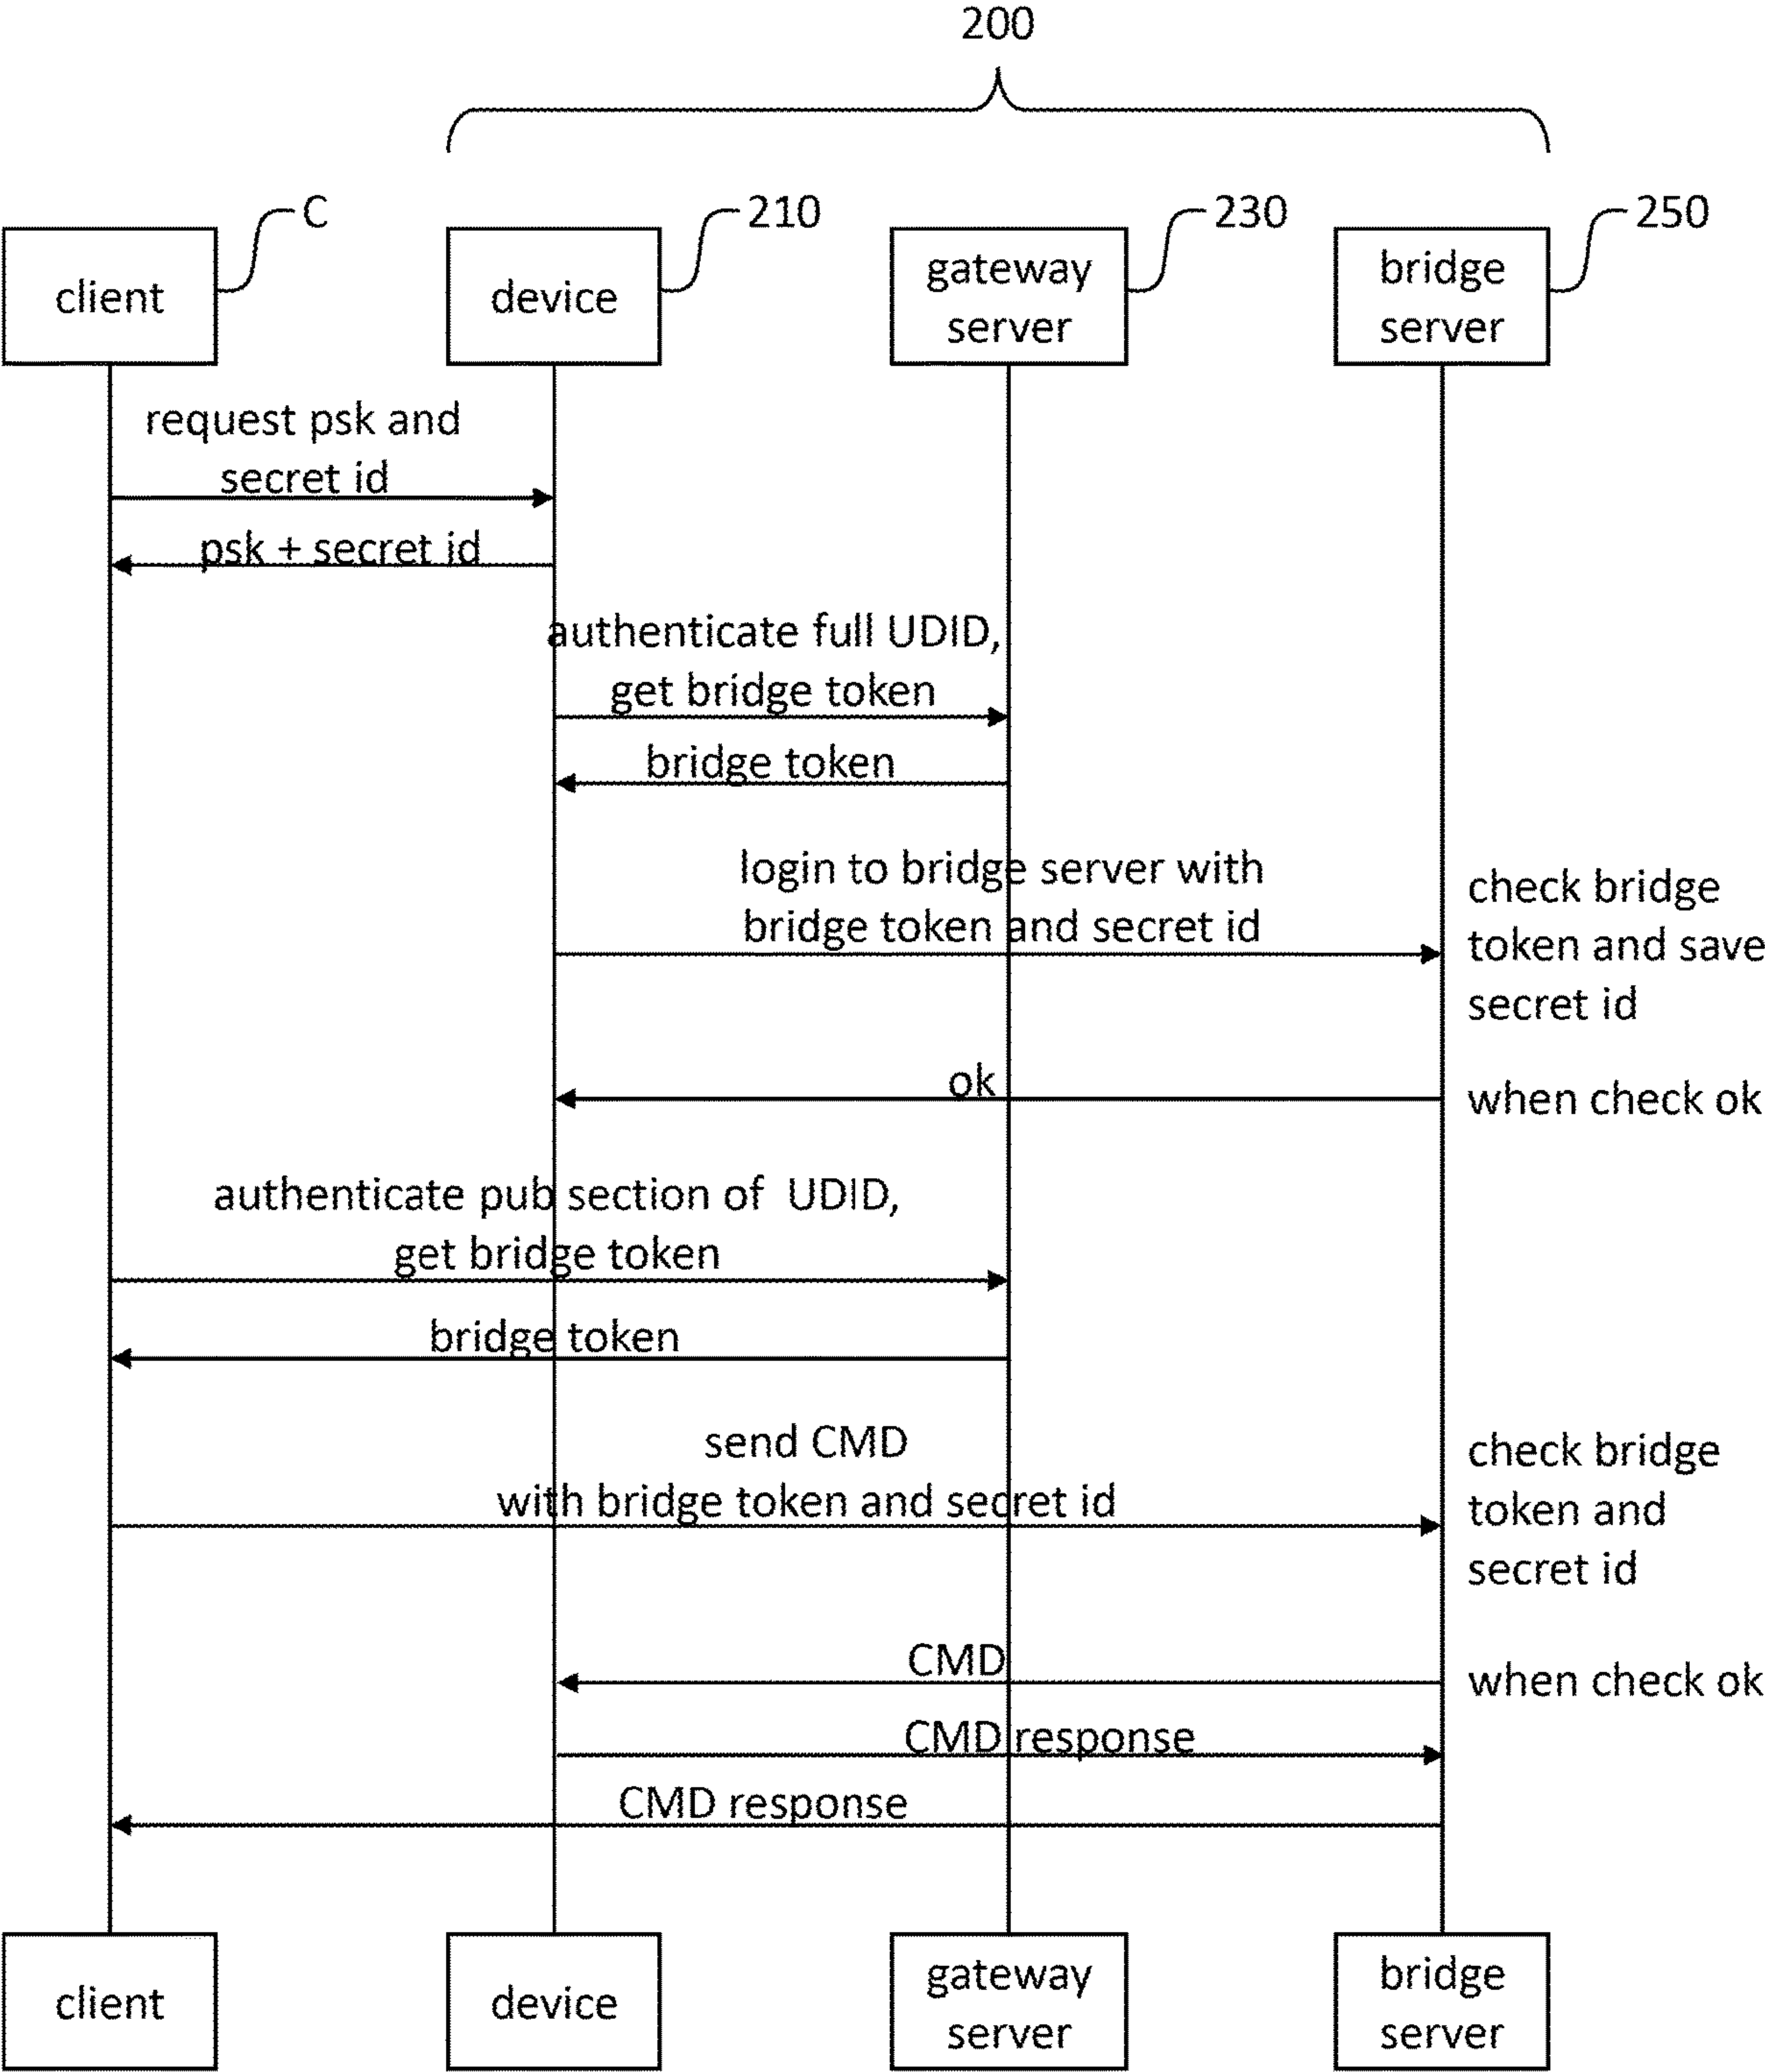 200
C
210
230
250
client
device
gateway
server
bridge
server
request psk and
secret id
psk + secret id
authenticate full UDID,
get bridge token
bridge token
login to bridge server with
bridge token and secret id
check bridge
token and save
secret id
ok
when check ok
authenticate pub section of UDID,
get bridge token
bridge token
send CMD
with bridge token and secret id
check bridge
token and
secret id
CMD
when check ok
CMD response
CMD response
client
device
gateway
server
bridge
server